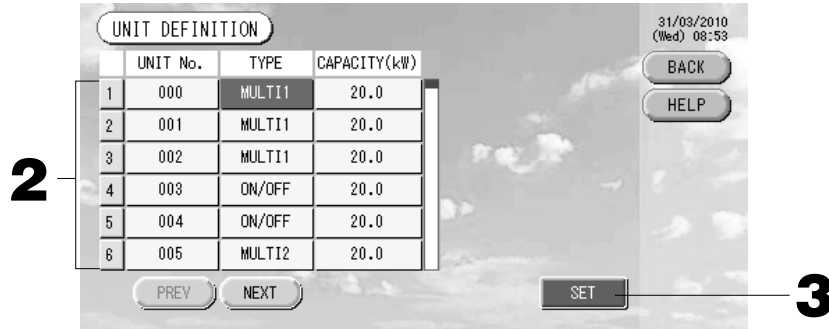 UNIT DEFINITION
31/03/2010
(Wed) 08:53
BACK
HELP
UNIT No. TYPE CAPACITY(kW)
1 000 MULTI1 20.0
2 001 MULTI1 20.0
3 002 MULTI1 20.0
4 003 ON/OFF 20.0
5 004 ON/OFF 20.0
6 005 MULTI2 20.0
2
PREV NEXT SET
3